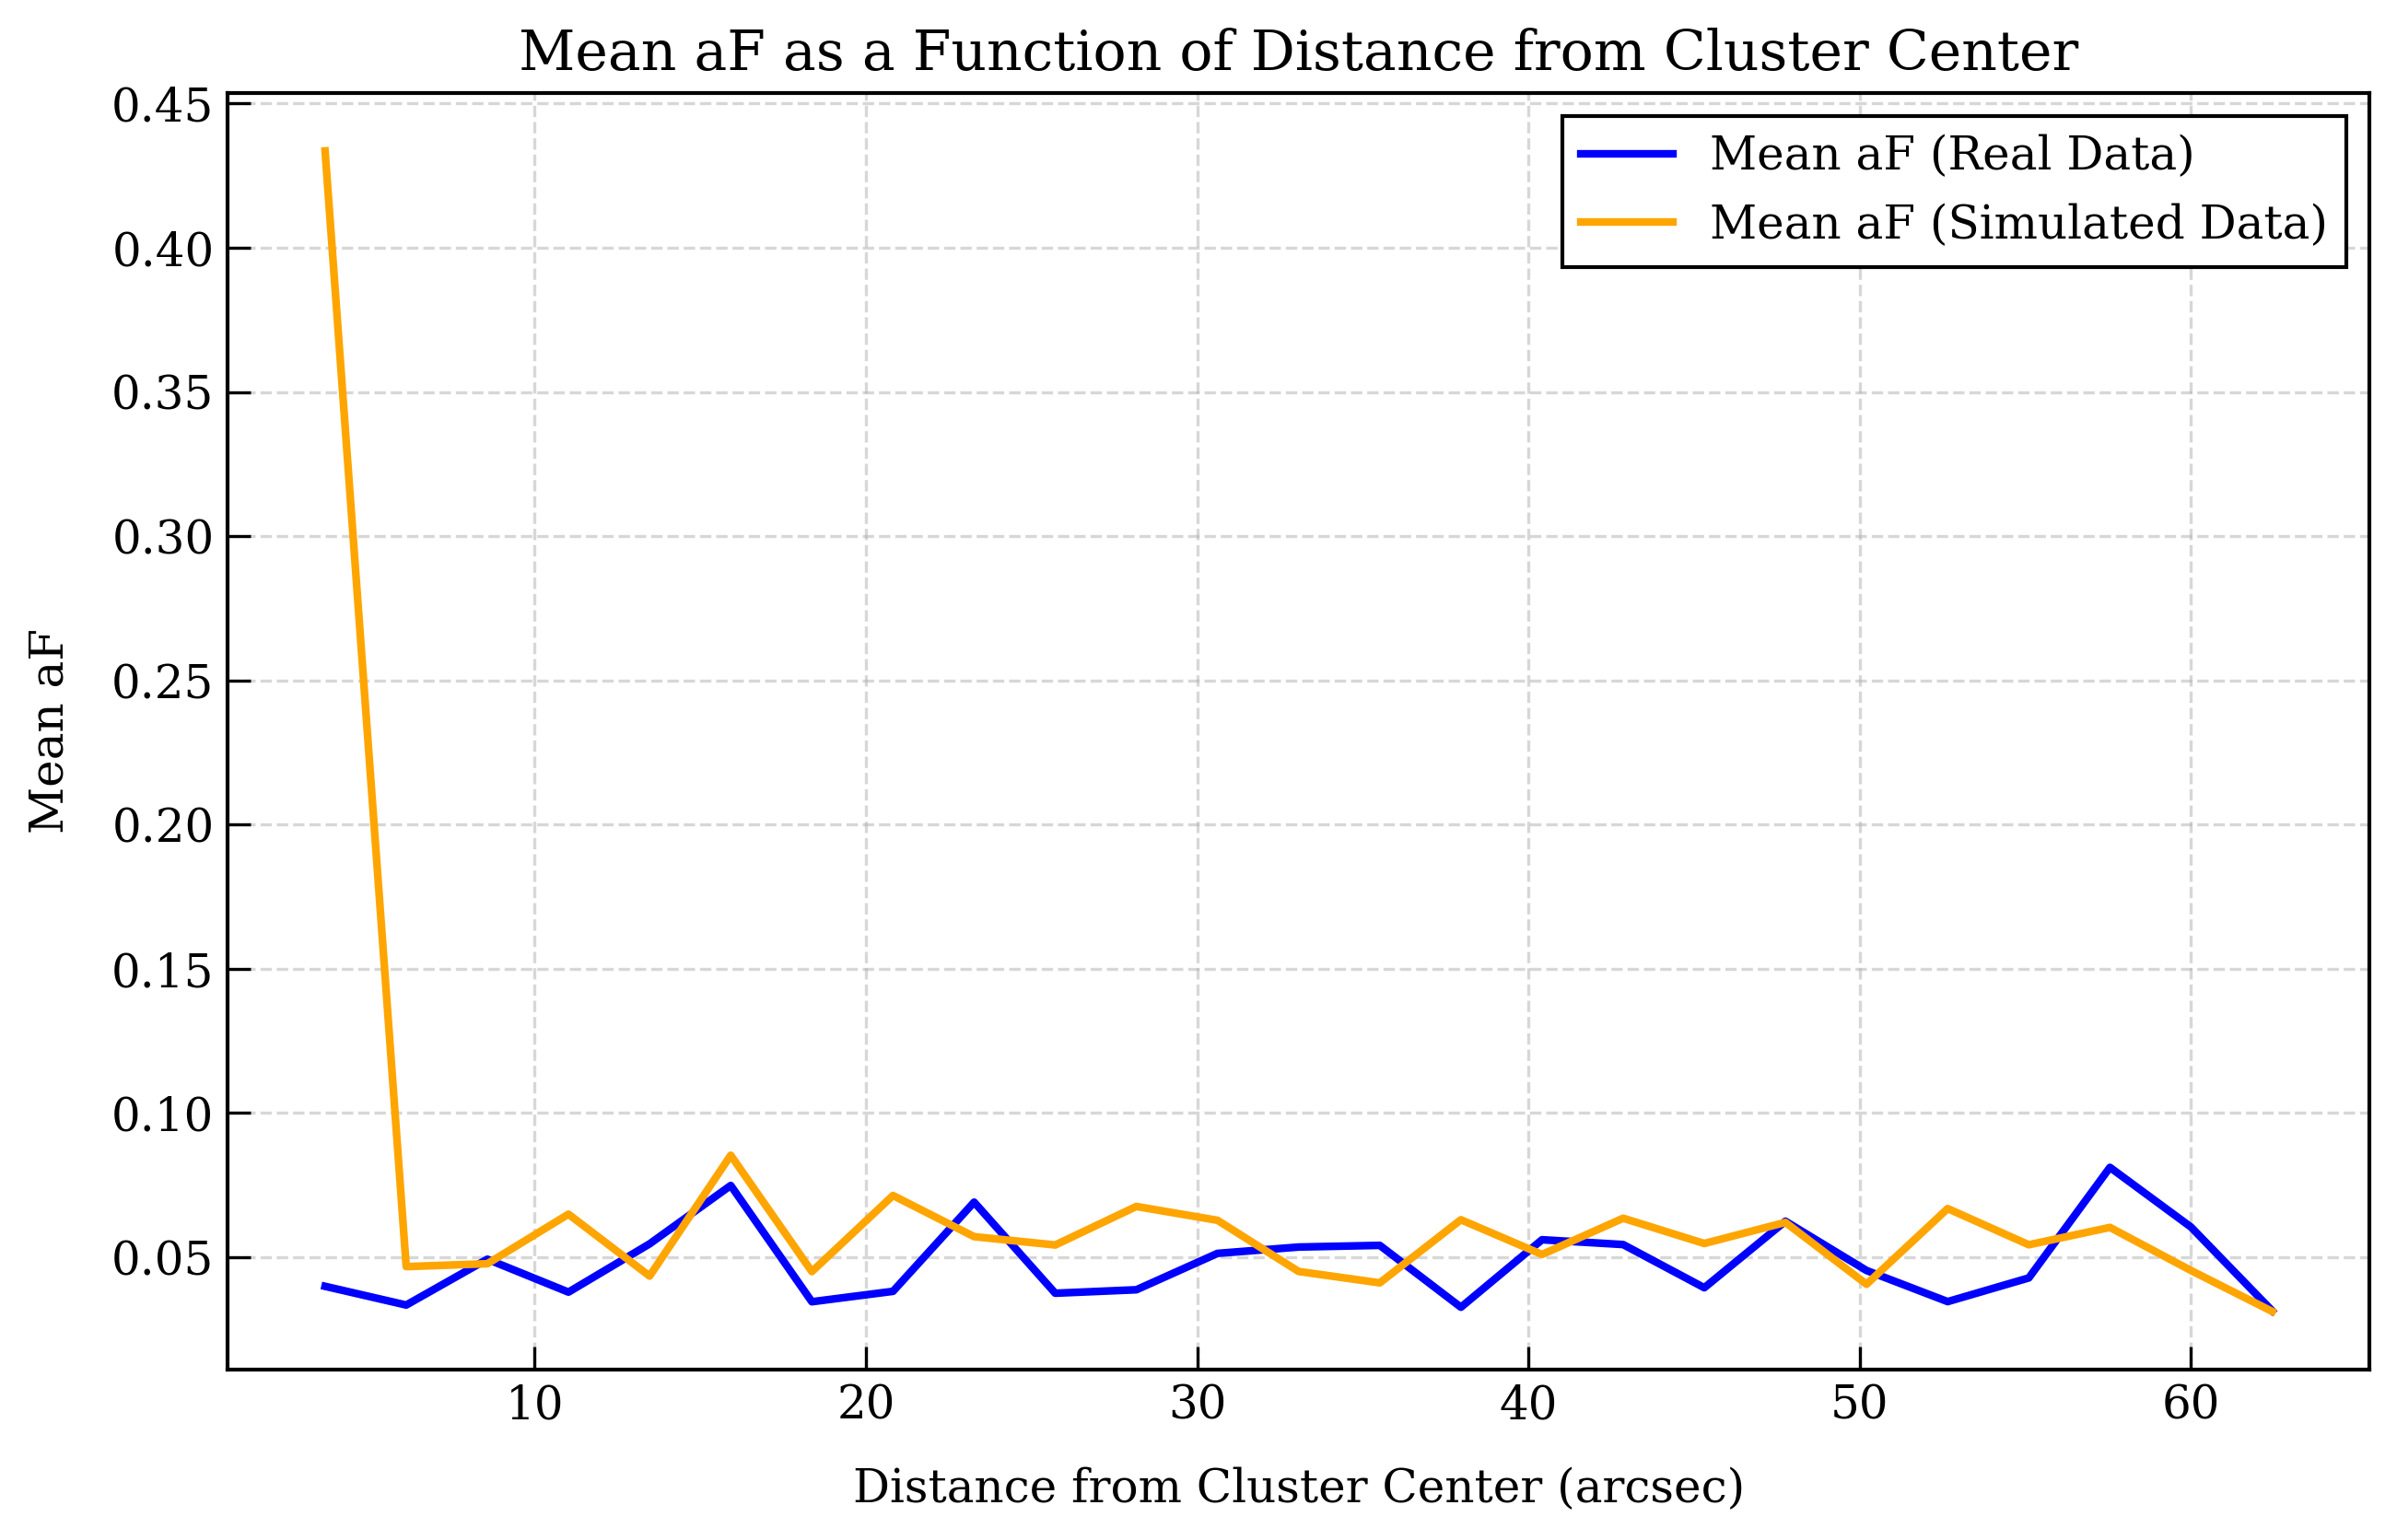 Mean aF as a Function of Distance from Cluster Center
Mean aF (Real Data)
Mean aF (Simulated Data)
0.45
0.40
0.35
0.30
0.25
0.20
0.15
0.10
0.05
Mean aF
10 20 30 40 50 60
Distance from Cluster Center (arcsec)